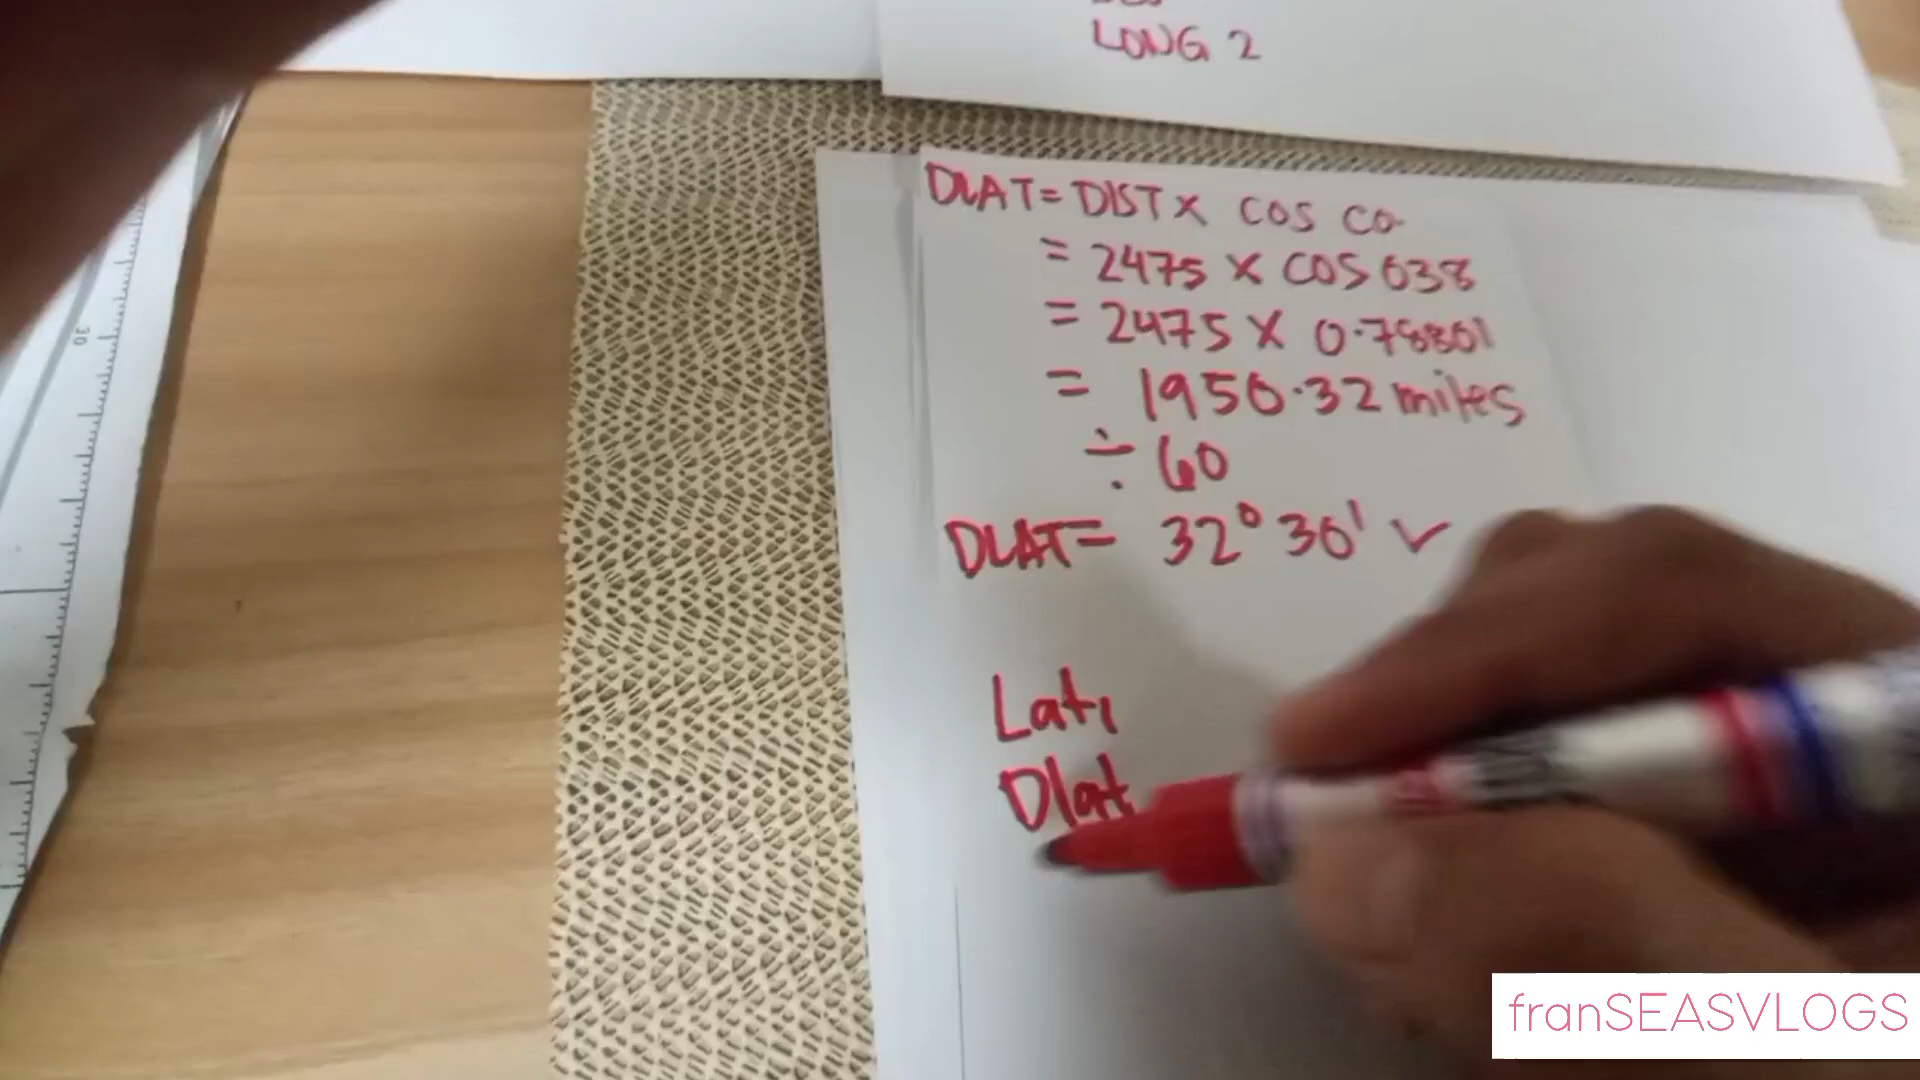 LONG 2
DLAT = DIST X COS CO.
= 2475 X COS 038
= 2475 X 0.78801
= 1950.32 miles
÷ 60
DLAT = 32° 30' ✓
Lat1
Dlat
30
franSEASVLOGS